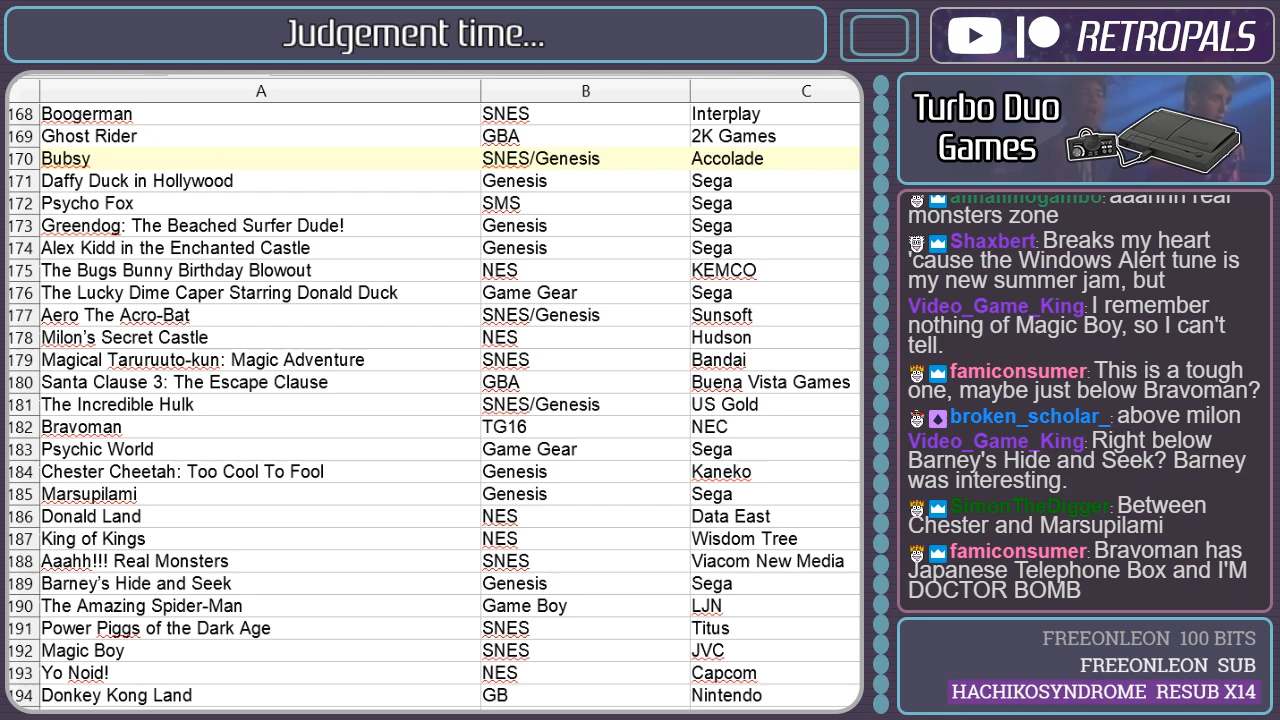 Judgement time...
RETROPALS
A B C
168 Boogerman SNES Interplay
169 Ghost Rider GBA 2K Games
170 Bubsy SNES/Genesis Accolade
171 Daffy Duck in Hollywood Genesis Sega
172 Psycho Fox SMS Sega
173 Greendog: The Beached Surfer Dude! Genesis Sega
174 Alex Kidd in the Enchanted Castle Genesis Sega
175 The Bugs Bunny Birthday Blowout NES KEMCO
176 The Lucky Dime Caper Starring Donald Duck Game Gear Sega
177 Aero The Acro-Bat SNES/Genesis Sunsoft
178 Milon’s Secret Castle NES Hudson
179 Magical Taruruuto-kun: Magic Adventure SNES Bandai
180 Santa Clause 3: The Escape Clause GBA Buena Vista Games
181 The Incredible Hulk SNES/Genesis US Gold
182 Bravoman TG16 NEC
183 Psychic World Game Gear Sega
184 Chester Cheetah: Too Cool To Fool Genesis Kaneko
185 Marsupilami Genesis Sega
186 Donald Land NES Data East
187 King of Kings NES Wisdom Tree
188 Aaahh!!! Real Monsters SNES Viacom New Media
189 Barney’s Hide and Seek Genesis Sega
190 The Amazing Spider-Man Game Boy LJN
191 Power Piggs of the Dark Age SNES Titus
192 Magic Boy SNES JVC
193 Yo Noid! NES Capcom
194 Donkey Kong Land GB Nintendo
Turbo Duo
Games
monsters zone
Shaxbert: Breaks my heart
'cause the Windows Alert tune is
my new summer jam, but
Video_Game_King: I remember
nothing of Magic Boy, so I can't
tell.
famiconsumer: This is a tough
one, maybe just below Bravoman?
broken_scholar_: above milon
Video_Game_King: Right below
Barney's Hide and Seek? Barney
was interesting.
SimonTheDigger: Between
Chester and Marsupilami
famiconsumer: Bravoman has
Japanese Telephone Box and I'M
DOCTOR BOMB
FREEONLEON 100 BITS
FREEONLEON SUB
HACHIKOSYNDROME RESUB X14